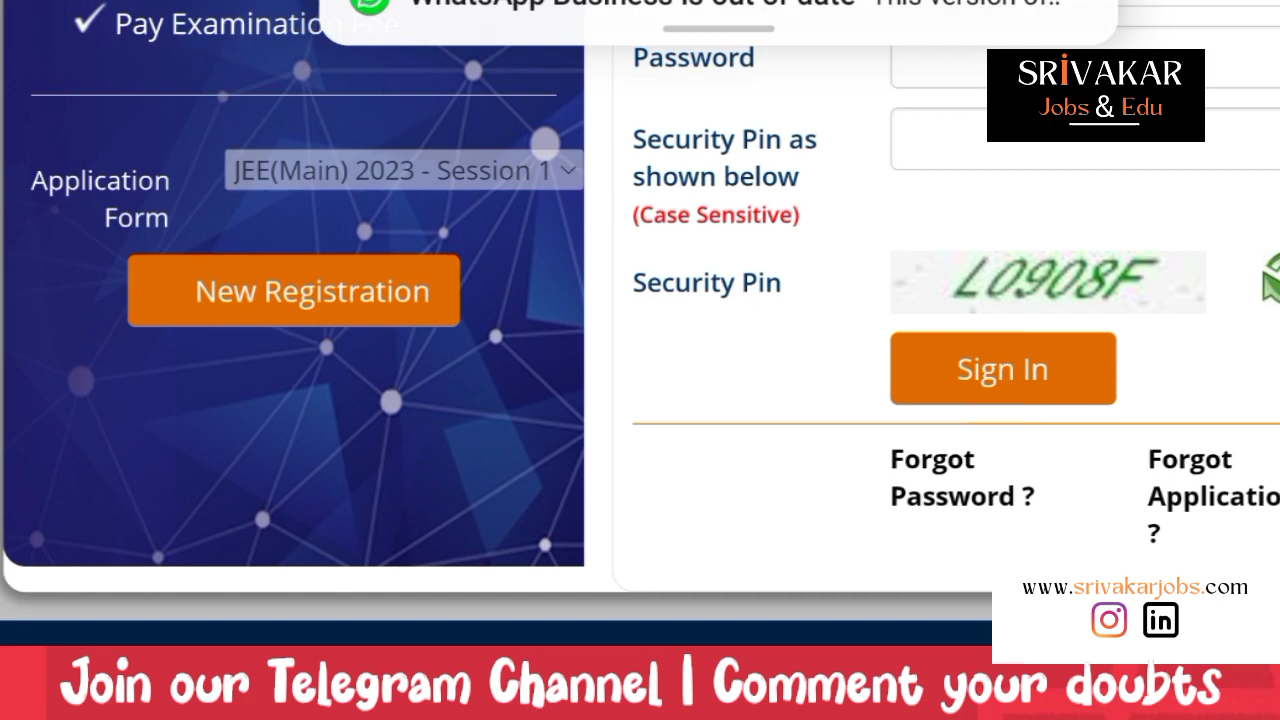 WhatsApp Business is out of date This version of..
✓ Pay Examination Fee
Password
SRIVAKAR
Jobs & Edu
Security Pin as
shown below
(Case Sensitive)
Application
Form
JEE(Main) 2023 - Session 1
New Registration
Security Pin
L0908F
Sign In
Forgot
Password ?
Forgot
Applicatio
?
www.srivakarjobs.com
Join our Telegram Channel | Comment your doubts